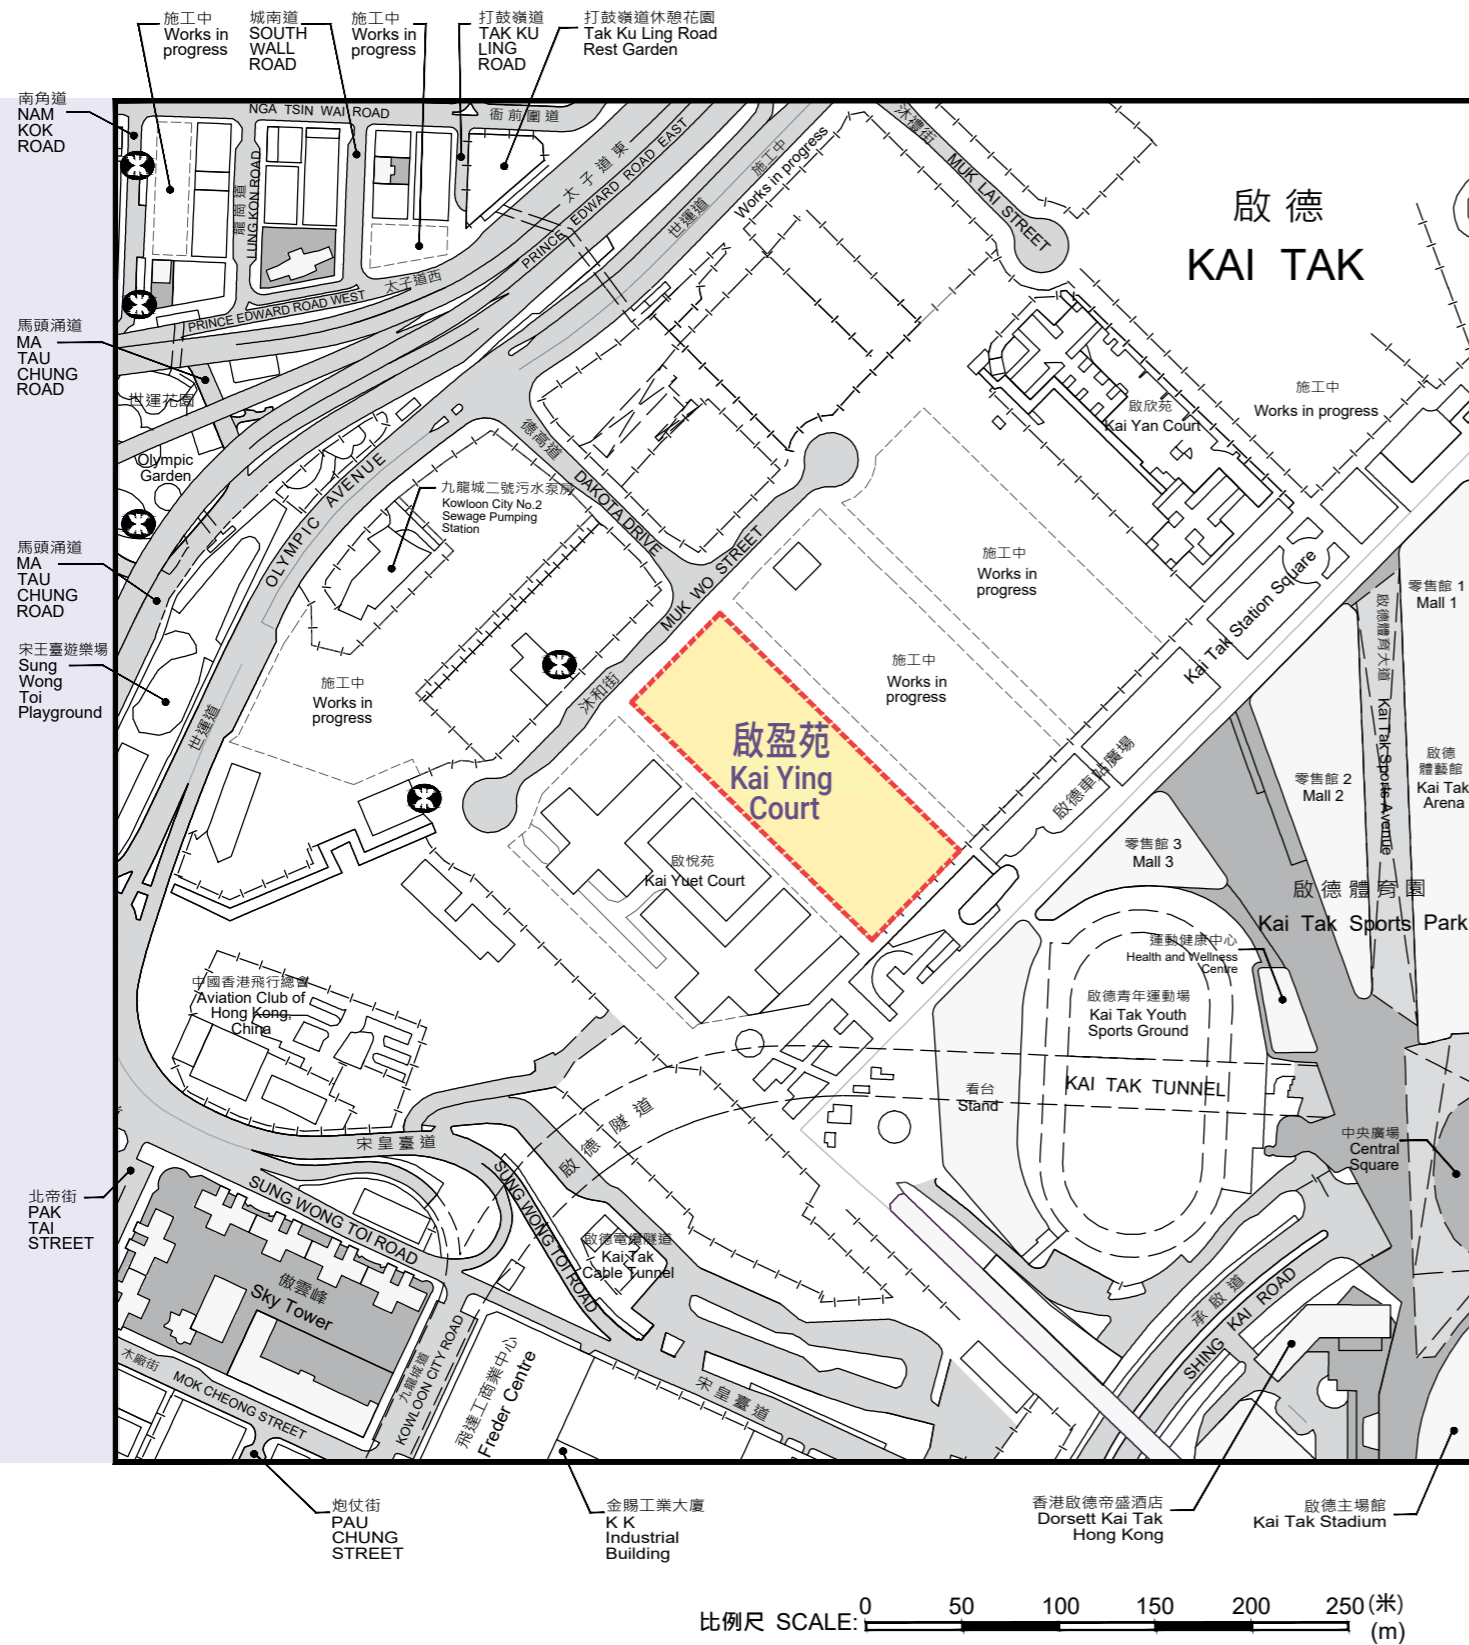 施工中
Works in
progress
城南道
SOUTH
WALL
ROAD
施工中
Works in
progress
打鼓嶺道
TAK KU
LING
ROAD
打鼓嶺道休憩花園
Tak Ku Ling Road
Rest Garden
南角道
NAM
KOK
ROAD
NGA TSIN WAI ROAD
衙前圍道
龍崗道
LUNG KON ROAD
太子道東
PRINCE EDWARD ROAD EAST
世運道
施工中
Works in progress
沐禮街
MUK LAI STREET
啟德
KAI TAK
太子道西
PRINCE EDWARD ROAD WEST
馬頭涌道
MA
TAU
CHUNG
ROAD
世運花園
Olympic
Garden
施工中
Works in progress
啟欣苑
Kai Yan Court
德高道
DAKOTA DRIVE
OLYMPIC AVENUE
九龍城二號污水泵房
Kowloon City No.2
Sewage Pumping
Station
馬頭涌道
MA
TAU
CHUNG
ROAD
MUK WO STREET
沐和街
施工中
Works in
progress
Kai Tak Station Square
啟德車站廣場
零售館 1
Mall 1
啟德體育大道
Kai Tak Sports Avenue
宋王臺遊樂場
Sung
Wong
Toi
Playground
世運道
施工中
Works in
progress
施工中
Works in
progress
啟盈苑
Kai Ying
Court
零售館 2
Mall 2
啟德
體藝館
Kai Tak
Arena
零售館 3
Mall 3
啟悅苑
Kai Yuet Court
啟德體育園
Kai Tak Sports Park
運動健康中心
Health and Wellness
Centre
中國香港飛行總會
Aviation Club of
Hong Kong,
China
啟德青年運動場
Kai Tak Youth
Sports Ground
看台
Stand
KAI TAK TUNNEL
啟德隧道
中央廣場
Central
Square
宋皇臺道
SUNG WONG TOI ROAD
SUNG WONG TOI ROAD
北帝街
PAK
TAI
STREET
啟德電纜隧道
Kai Tak
Cable Tunnel
傲雲峰
Sky Tower
承啟道
SHING KAI ROAD
木廠街
MOK CHEONG STREET
九龍城道
KOWLOON CITY ROAD
飛達工商業中心
Freder Centre
宋皇臺道
炮仗街
PAU
CHUNG
STREET
金賜工業大廈
K K
Industrial
Building
香港啟德帝盛酒店
Dorsett Kai Tak
Hong Kong
啟德主場館
Kai Tak Stadium
比例尺 SCALE:
0 50 100 150 200 250 (米)
(m)